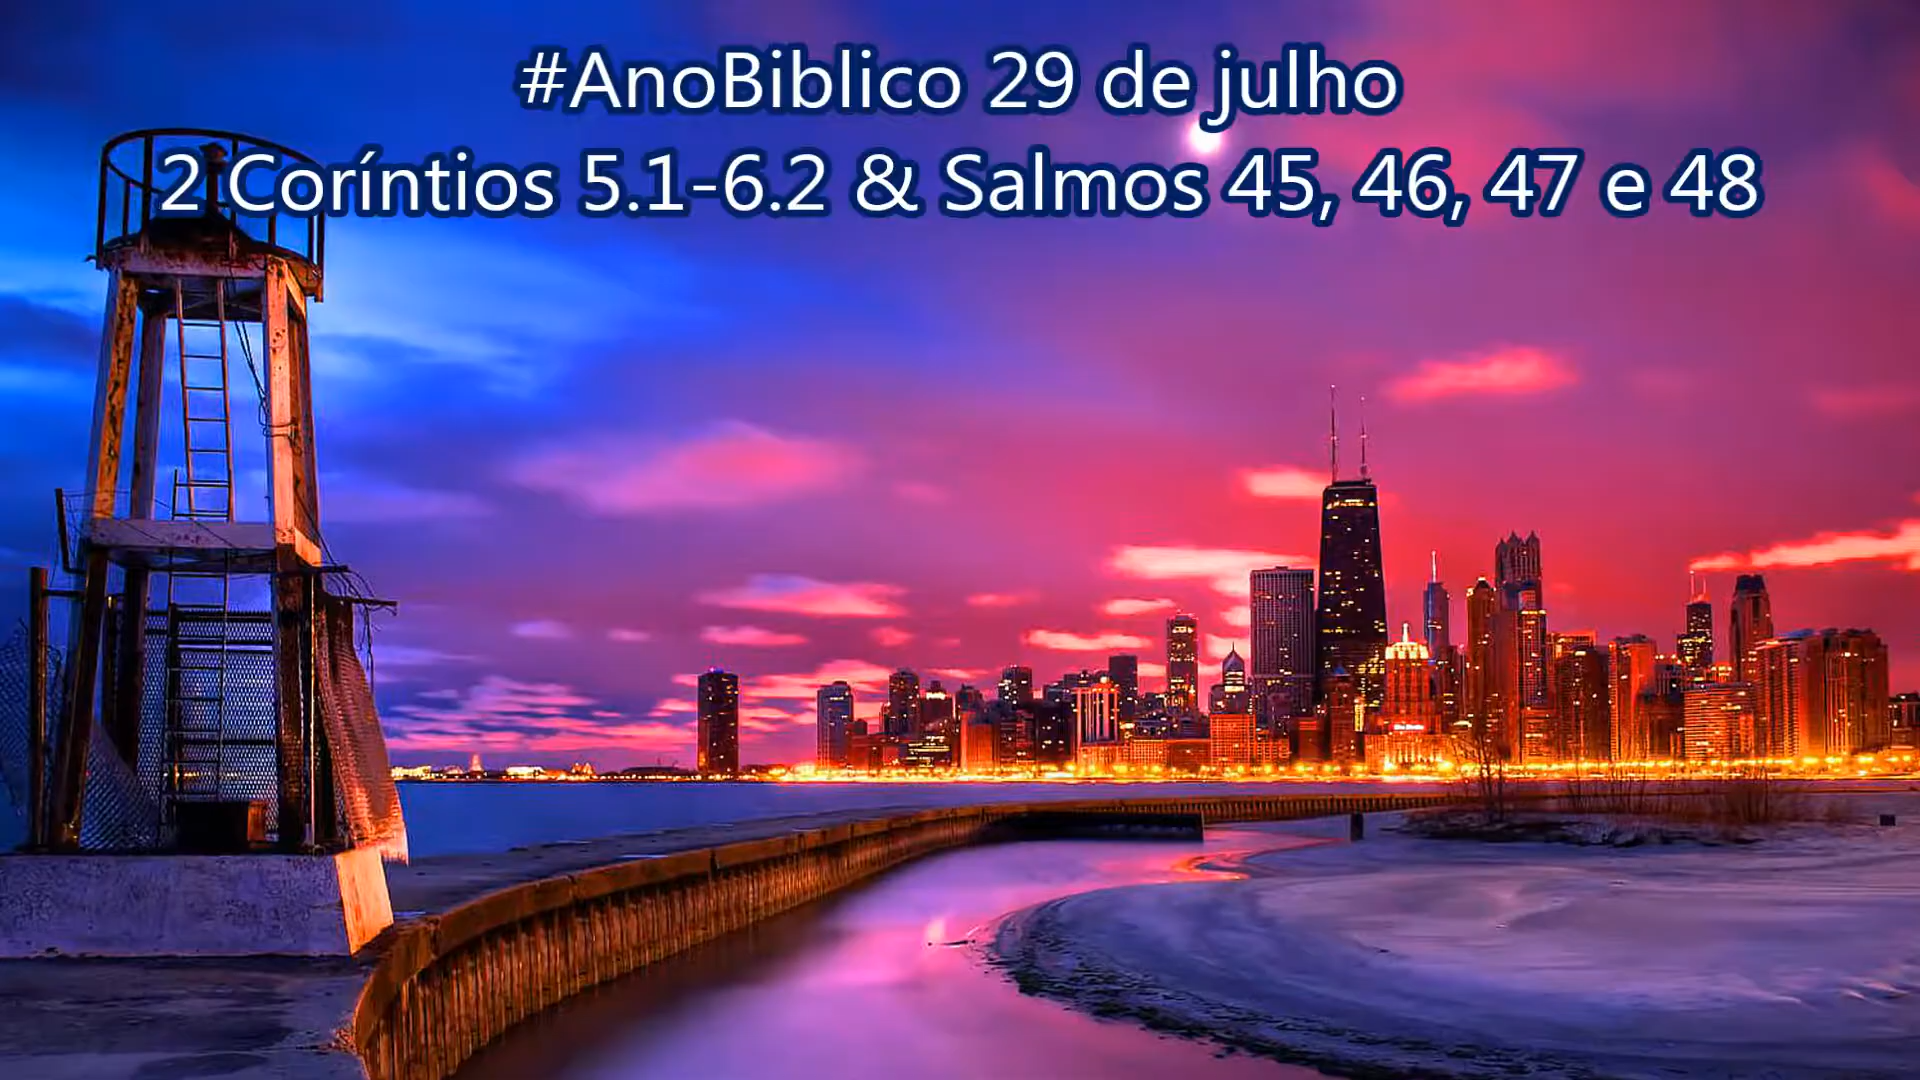 #AnoBiblico 29 de julho
2 Coríntios 5.1-6.2 & Salmos 45, 46, 47 e 48